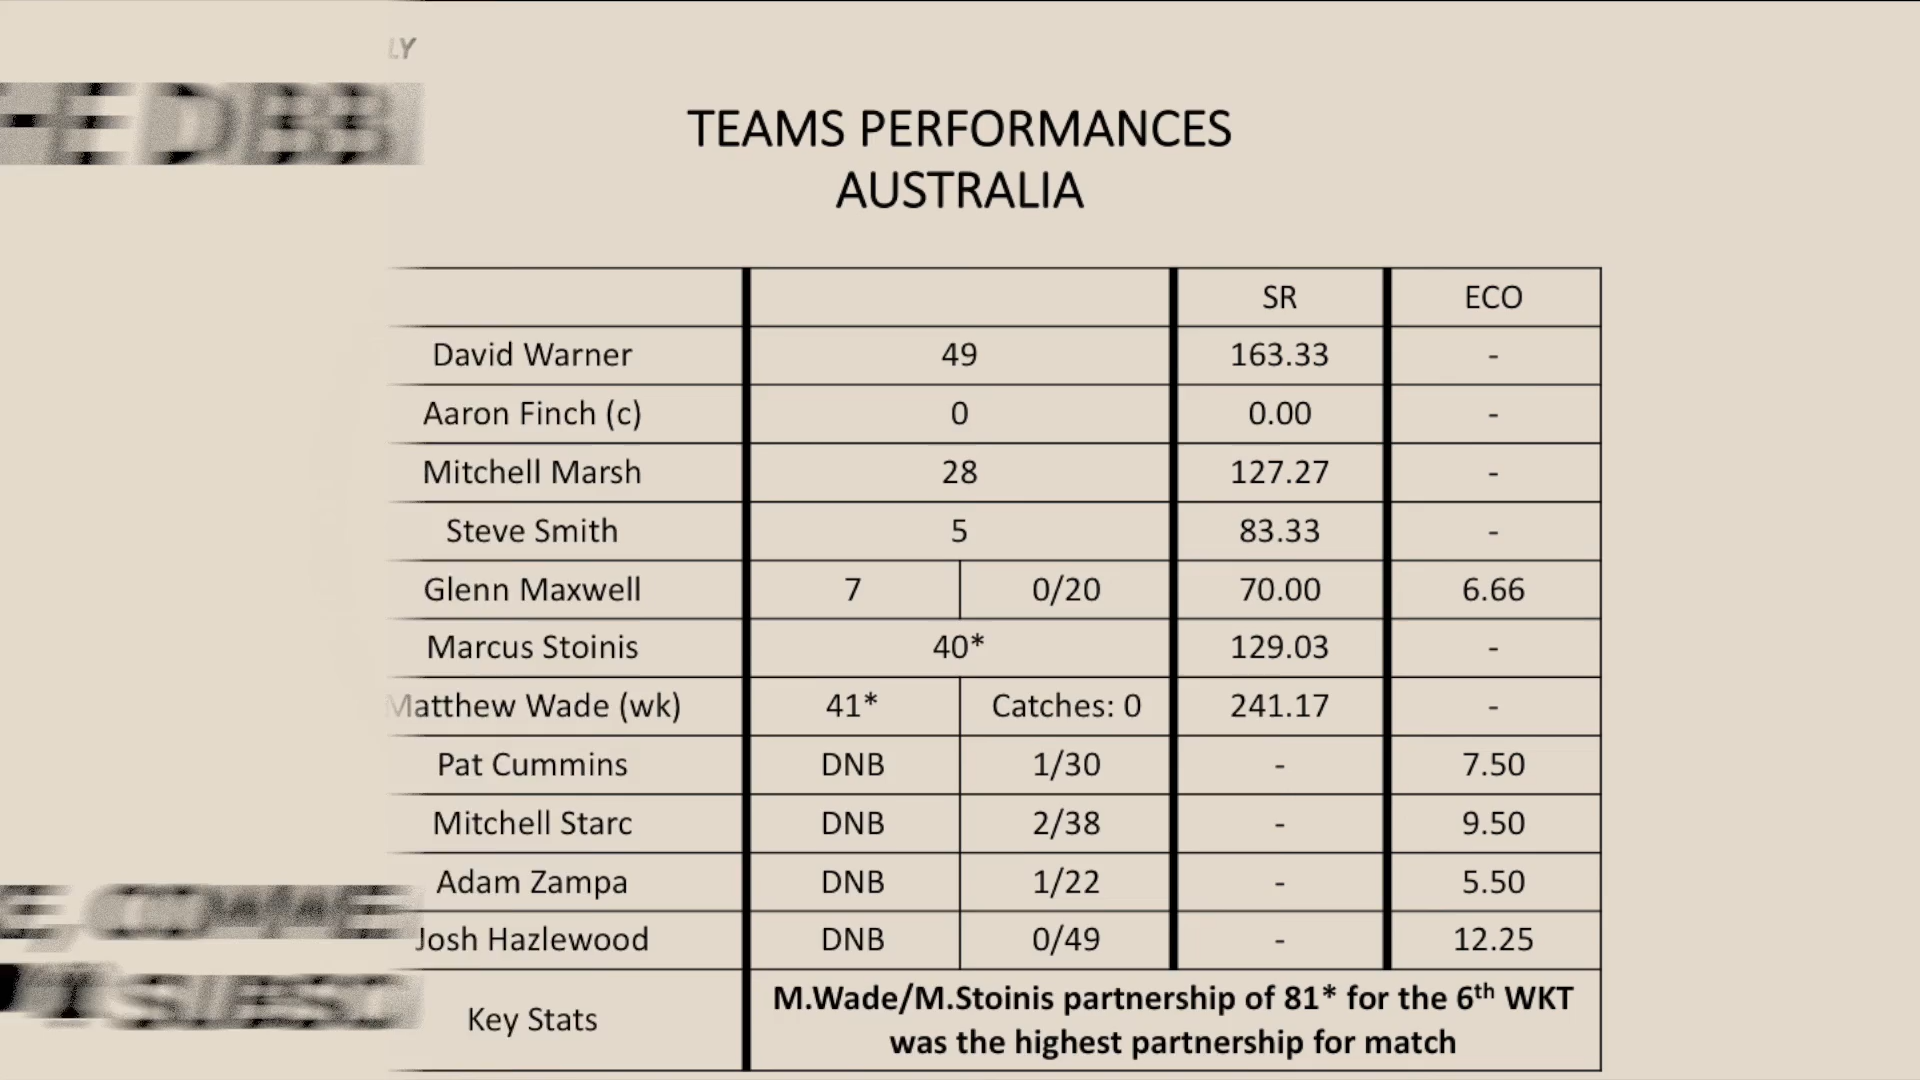 LY
TEAMS PERFORMANCES
AUSTRALIA
SR ECO
David Warner 49 163.33 -
Aaron Finch (c) 0 0.00 -
Mitchell Marsh 28 127.27 -
Steve Smith 5 83.33 -
Glenn Maxwell 7 0/20 70.00 6.66
Marcus Stoinis 40* 129.03 -
Matthew Wade (wk) 41* Catches: 0 241.17 -
Pat Cummins DNB 1/30 - 7.50
Mitchell Starc DNB 2/38 - 9.50
Adam Zampa DNB 1/22 - 5.50
Josh Hazlewood DNB 0/49 - 12.25
Key Stats M.Wade/M.Stoinis partnership of 81* for the 6th WKT
was the highest partnership for match